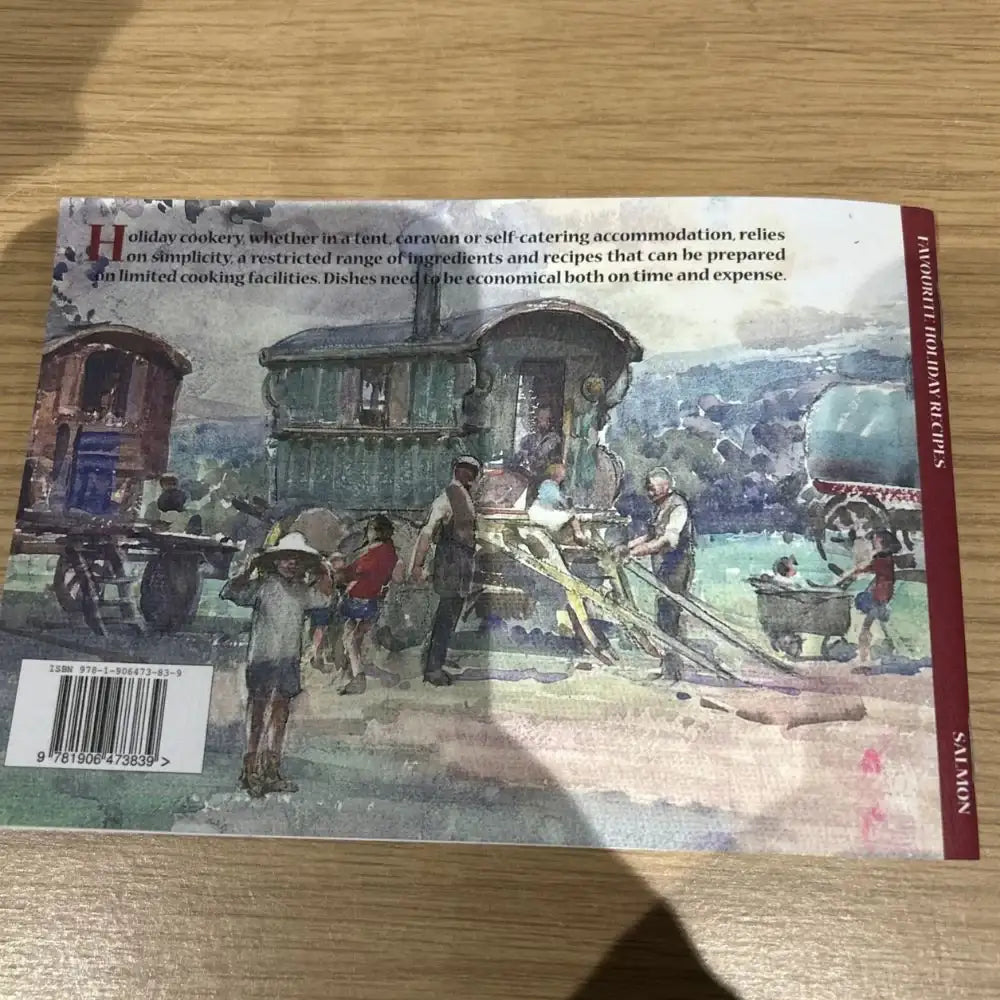 Holiday cookery, whether in a tent, caravan or self-catering accommodation, relies
on simplicity, a restricted range of ingredients and recipes that can be prepared
on limited cooking facilities. Dishes need to be economical both on time and expense.
FAVOURITE HOLIDAY RECIPES
SALMON
ISBN 978-1-906473-83-9
9 781906 473839 >